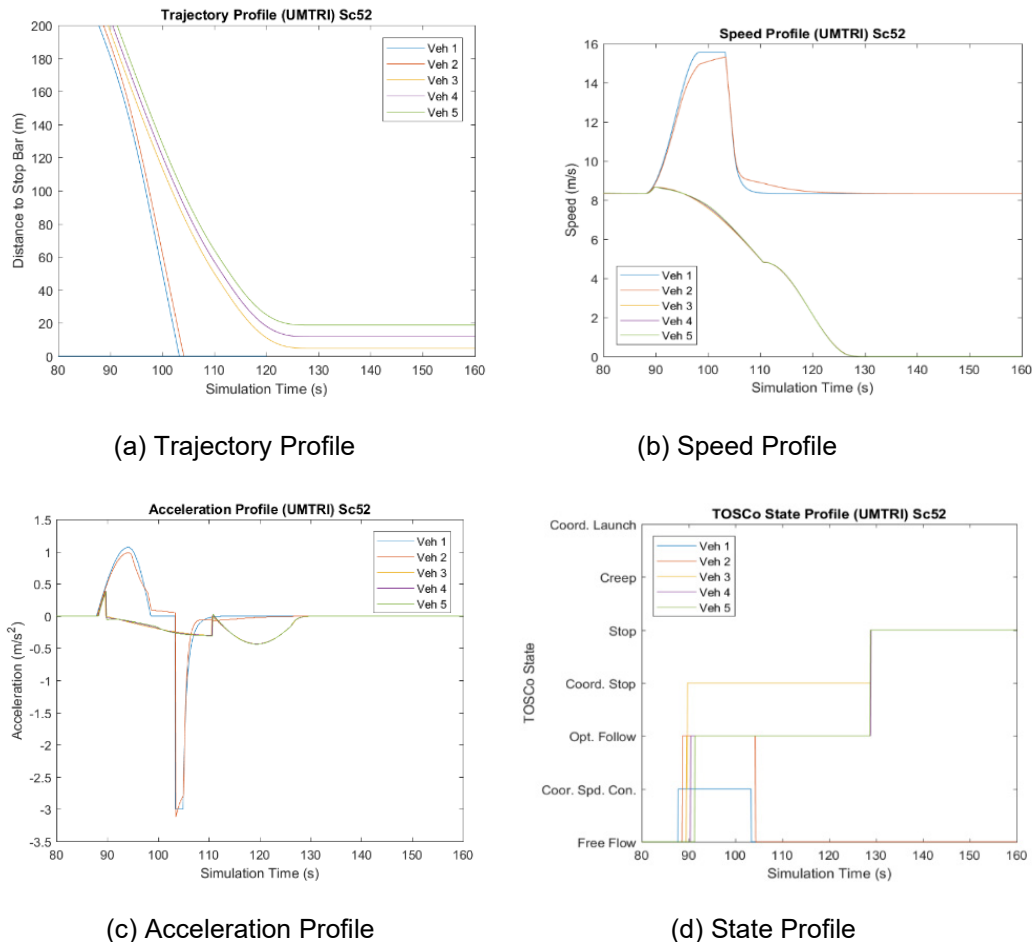 Trajectory Profile (UMTRI) Sc52
200
180
160
140
120
100
80
60
40
20
0
Distance to Stop Bar (m)
Veh 1
Veh 2
Veh 3
Veh 4
Veh 5
80 90 100 110 120 130 140 150 160
Simulation Time (s)
(a) Trajectory Profile
Speed Profile (UMTRI) Sc52
16
14
12
10
8
6
4
2
0
Speed (m/s)
Veh 1
Veh 2
Veh 3
Veh 4
Veh 5
80 90 100 110 120 130 140 150 160
Simulation Time (s)
(b) Speed Profile
Acceleration Profile (UMTRI) Sc52
1.5
1
0.5
0
-0.5
-1
-1.5
-2
-2.5
-3
-3.5
Acceleration (m/s²)
Veh 1
Veh 2
Veh 3
Veh 4
Veh 5
80 90 100 110 120 130 140 150 160
Simulation Time (s)
(c) Acceleration Profile
TOSCo State Profile (UMTRI) Sc52
Coord. Launch
Creep
Stop
Coord. Stop
Opt. Follow
Coor. Spd. Con.
Free Flow
TOSCo State
Veh 1
Veh 2
Veh 3
Veh 4
Veh 5
80 90 100 110 120 130 140 150 160
Simulation Time (s)
(d) State Profile